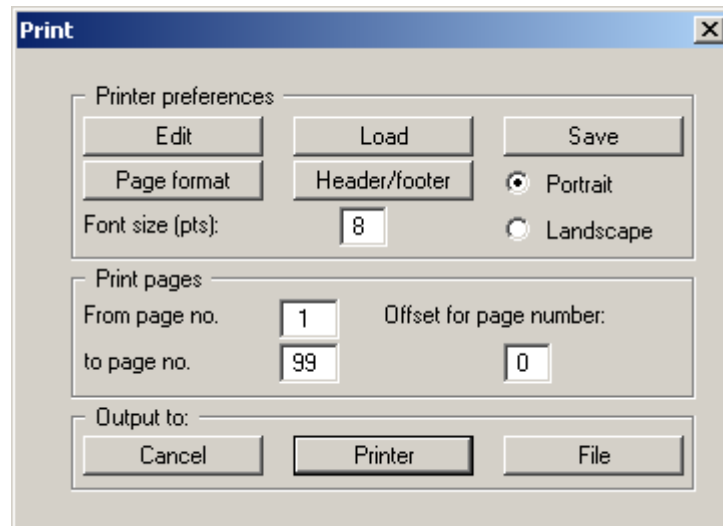 Print
Printer preferences
Edit Load Save
Page format Header/footer Portrait
Font size (pts): 8 Landscape
Print pages
From page no. 1 Offset for page number:
to page no. 99 0
Output to:
Cancel Printer File